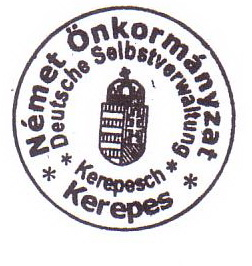 Német Önkormányzat
Deutsche Selbstverwaltung
* Kerepesch *
* Kerepes *